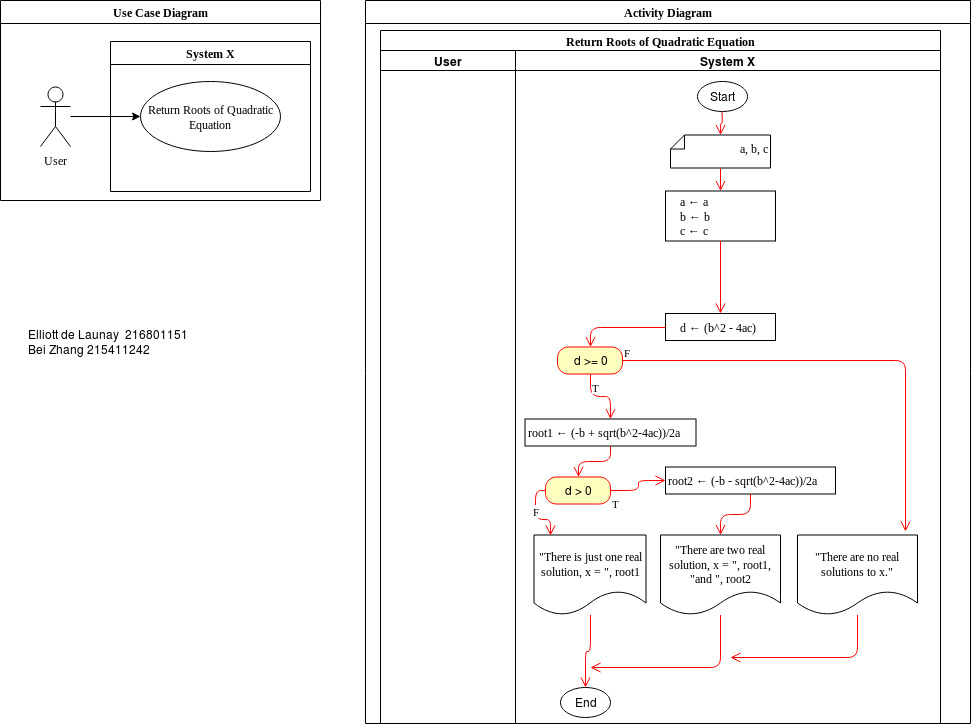 Use Case Diagram
System X
Return Roots of Quadratic
Equation
User
Elliott de Launay  216801151
Bei Zhang 215411242
Activity Diagram
Return Roots of Quadratic Equation
User
System X
Start
a, b, c
a ← a
b ← b
c ← c
d ← (b^2 - 4ac)
d >= 0
F
T
root1 ← (-b + sqrt(b^2-4ac))/2a
d > 0
T
F
root2 ← (-b - sqrt(b^2-4ac))/2a
"There is just one real
solution, x = ", root1
"There are two real
solution, x = ", root1,
"and ", root2
"There are no real
solutions to x."
End